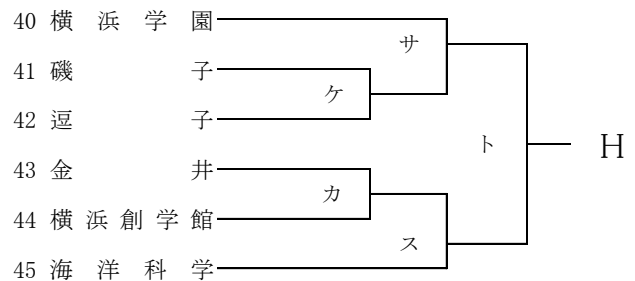 40 横浜学園
サ
41 磯子
ケ
42 逗子
ト
H
43 金井
カ
44 横浜創学館
ス
45 海洋科学